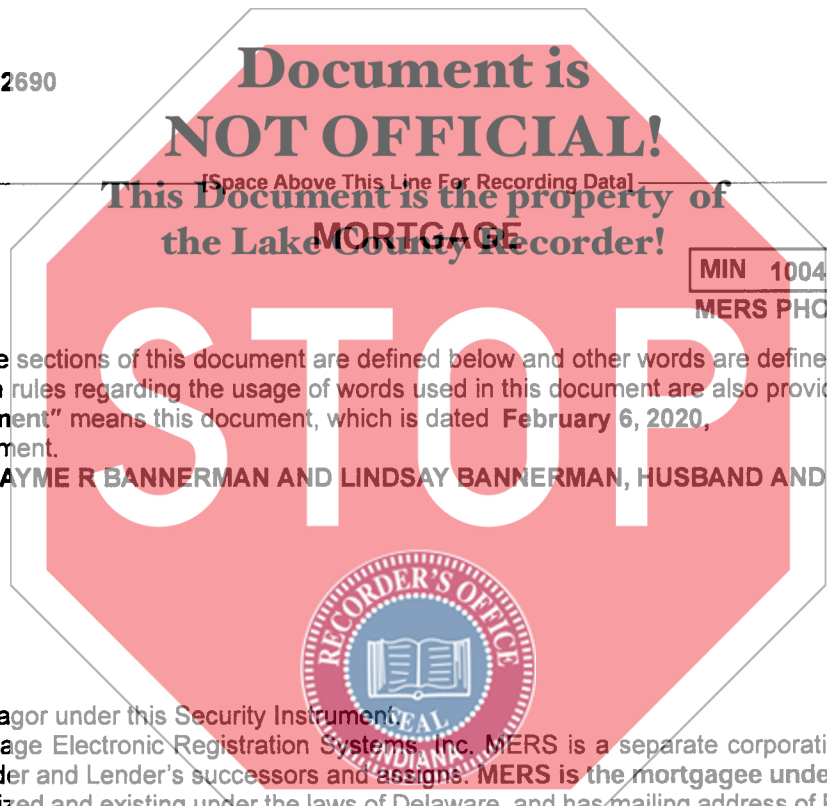 2690
Document is
NOT OFFICIAL!
[Space Above This Line For Recording Data]
This Document is the property of
MORTGAGE
the Lake County Recorder!
MIN 1004
MERS PHO
e sections of this document are defined below and other words are define
rules regarding the usage of words used in this document are also provid
ment" means this document, which is dated February 6, 2020,
ment.
AYME R BANNERMAN AND LINDSAY BANNERMAN, HUSBAND AND
STOP
RECORDER'S OFFICE
SEAL
INDIANA
agor under this Security Instrument.
age Electronic Registration Systems, Inc. MERS is a separate corporati
der and Lender's successors and assigns. MERS is the mortgagee unde
ized and existing under the laws of Delaware, and has mailing address of